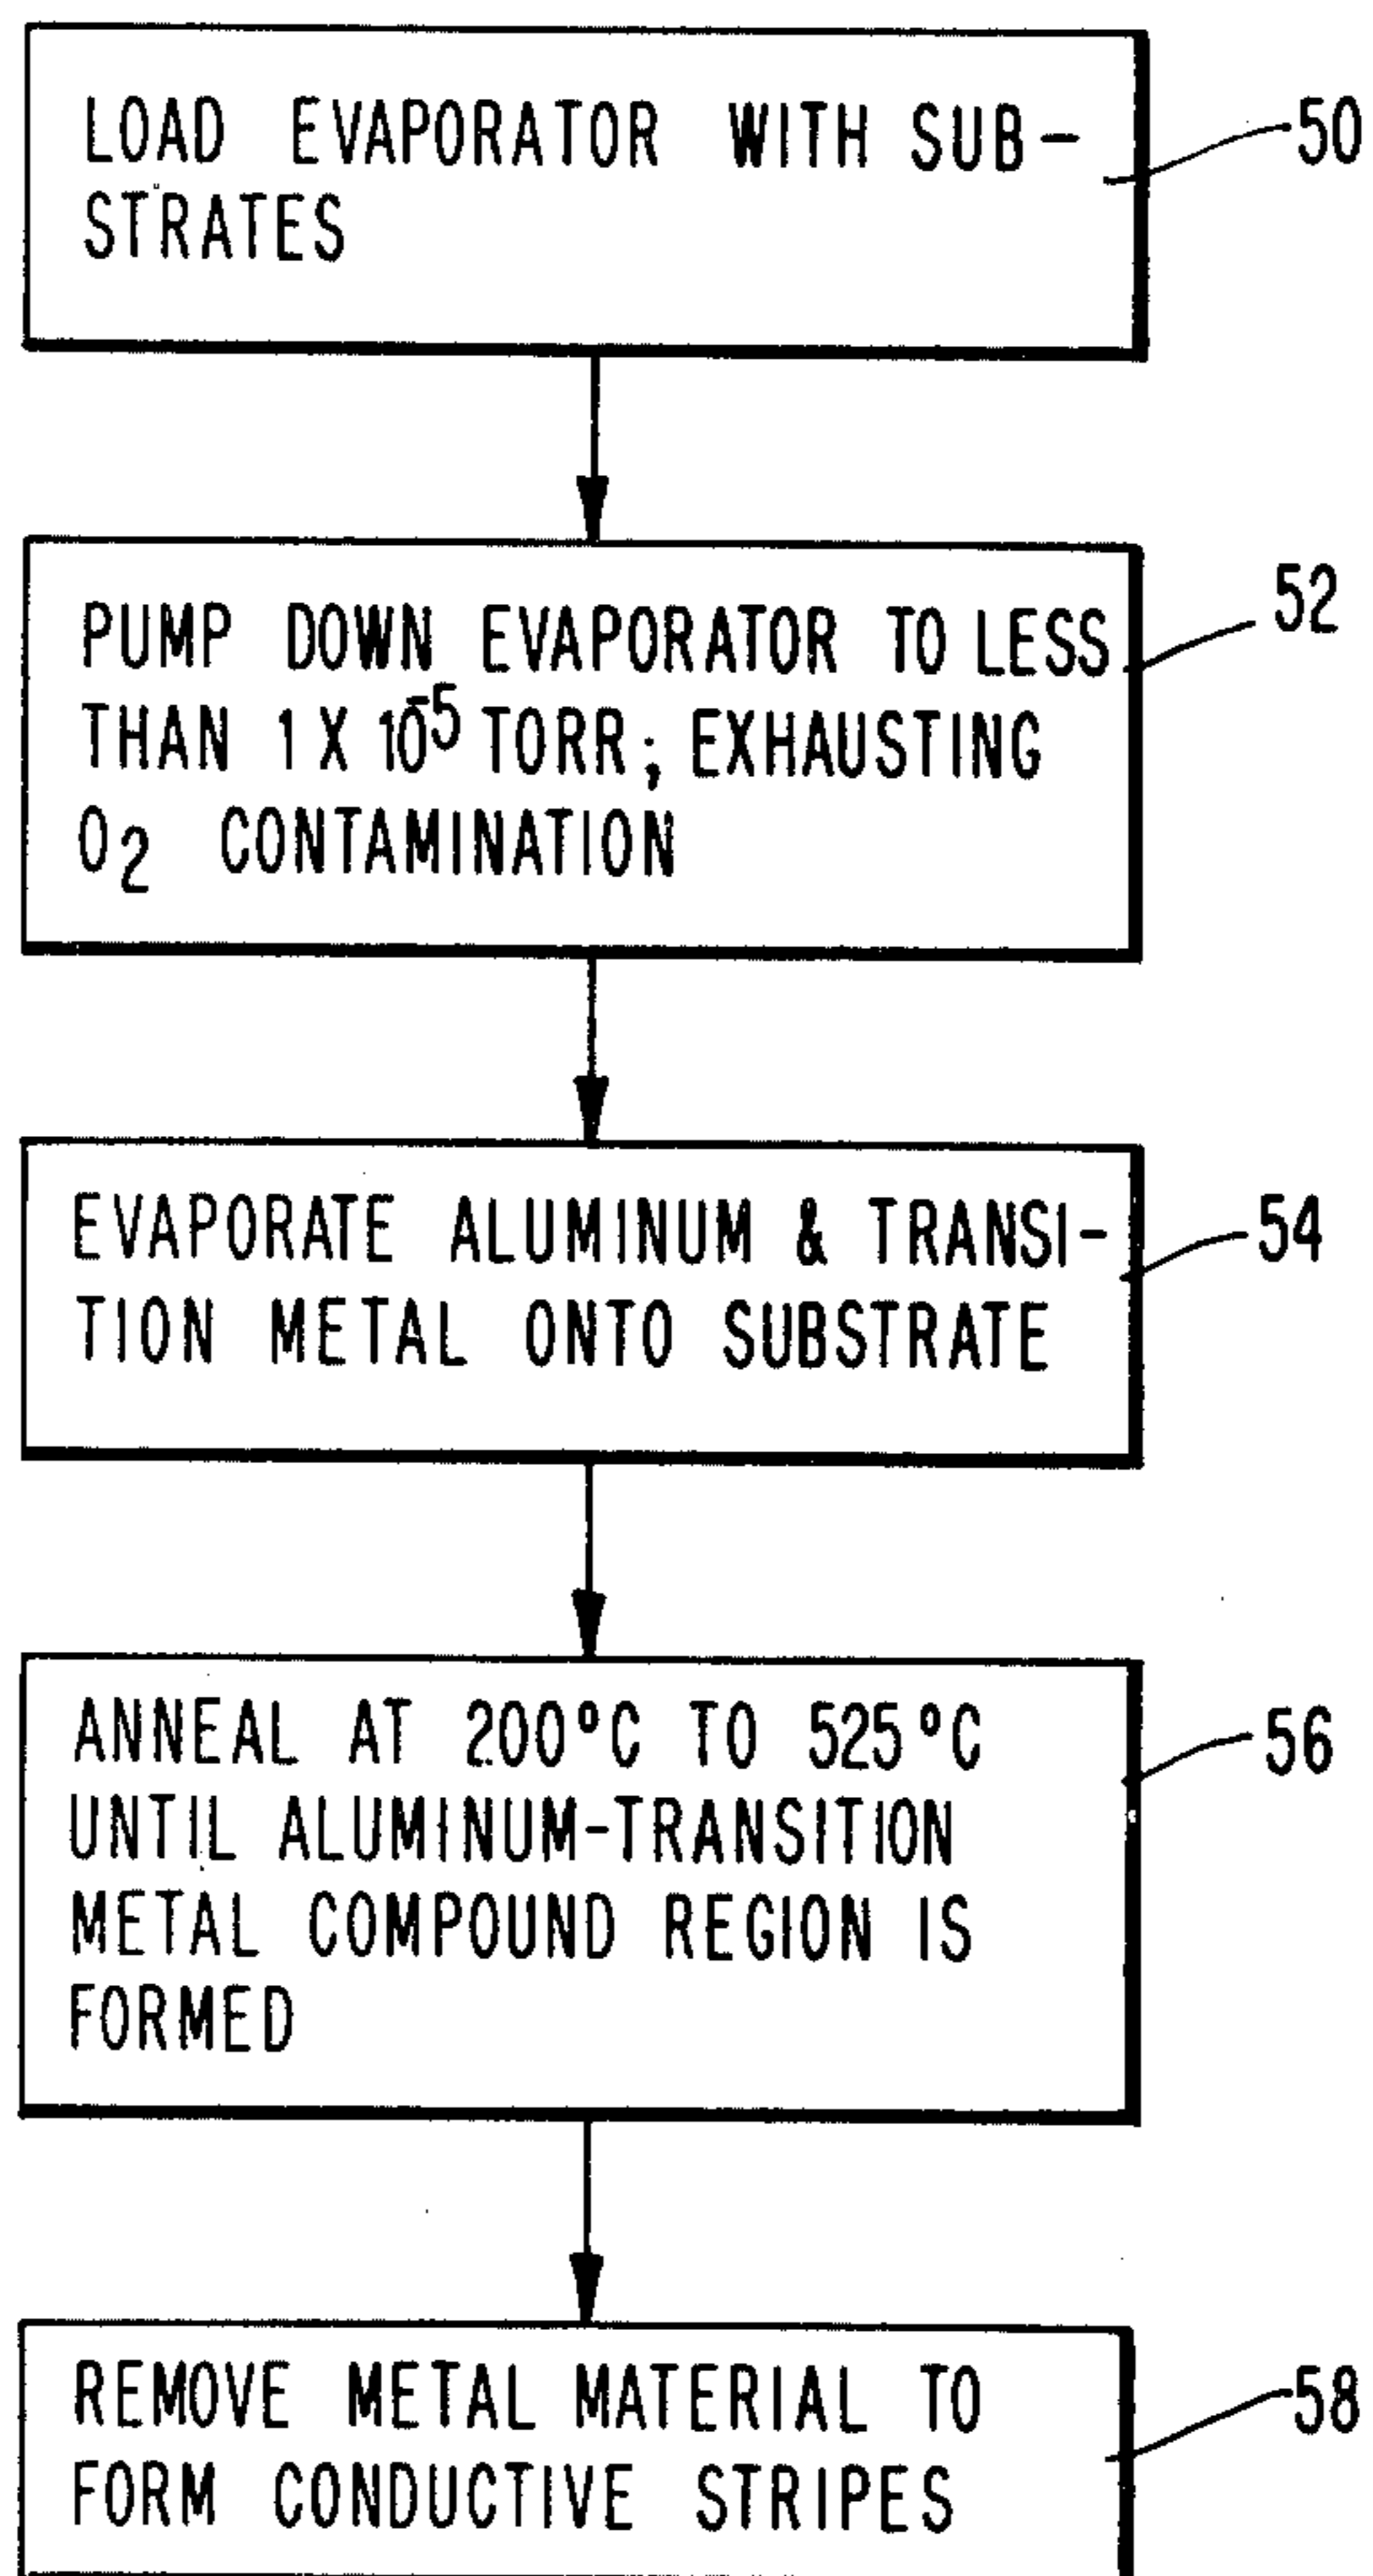 LOAD EVAPORATOR WITH SUB-
STRATES
50
PUMP DOWN EVAPORATOR TO LESS
THAN 1 X 10⁻⁵ TORR; EXHAUSTING
O₂ CONTAMINATION
52
EVAPORATE ALUMINUM & TRANSI-
TION METAL ONTO SUBSTRATE
54
ANNEAL AT 200°C TO 525°C
UNTIL ALUMINUM-TRANSITION
METAL COMPOUND REGION IS
FORMED
56
REMOVE METAL MATERIAL TO
FORM CONDUCTIVE STRIPES
58